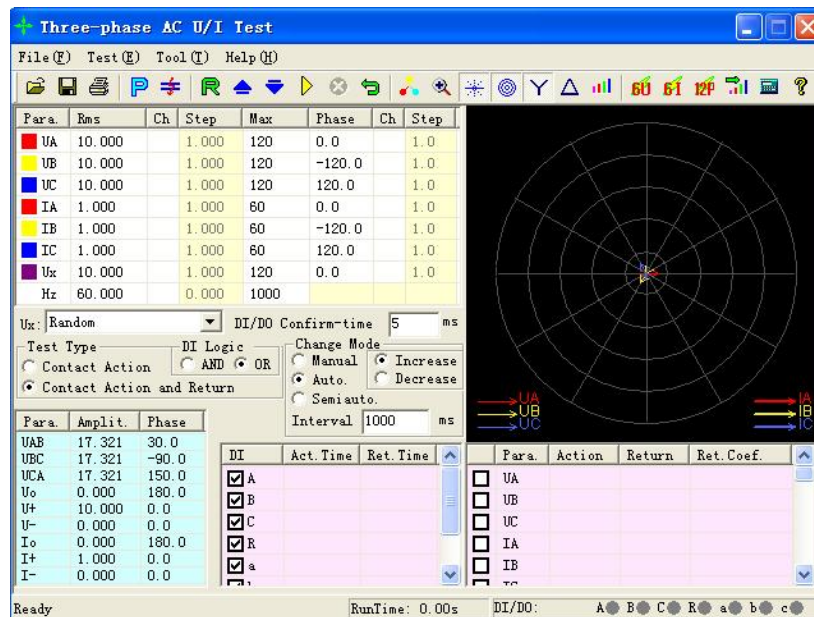 Three-phase AC U/I Test
File(F) Test(E) Tool(T) Help(H)
P R 6U 6I 12P ?
Para. Rms Ch Step Max Phase Ch Step
UA 10.000 1.000 120 0.0 1.0
UB 10.000 1.000 120 -120.0 1.0
UC 10.000 1.000 120 120.0 1.0
IA 1.000 1.000 60 0.0 1.0
IB 1.000 1.000 60 -120.0 1.0
IC 1.000 1.000 60 120.0 1.0
Ux 10.000 1.000 120 0.0 1.0
Hz 60.000 0.000 1000
Ux: Random DI/DO Confirm-time 5 ms
Test Type DI Logic Change Mode
Contact Action AND OR Manual Increase
Contact Action and Return Auto. Decrease
Semiauto.
Interval 1000 ms
UA IA
UB IB
UC IC
Para. Amplit. Phase
UAB 17.321 30.0
UBC 17.321 -90.0
UCA 17.321 150.0
Uo 0.000 180.0
U+ 10.000 0.0
U- 0.000 0.0
Io 0.000 180.0
I+ 1.000 0.0
I- 0.000 0.0
DI Act.Time Ret.Time
A
B
C
R
a
Para. Action Return Ret.Coef.
UA
UB
UC
IA
IB
Ready RunTime: 0.00s DI/DO: A B C R a b c